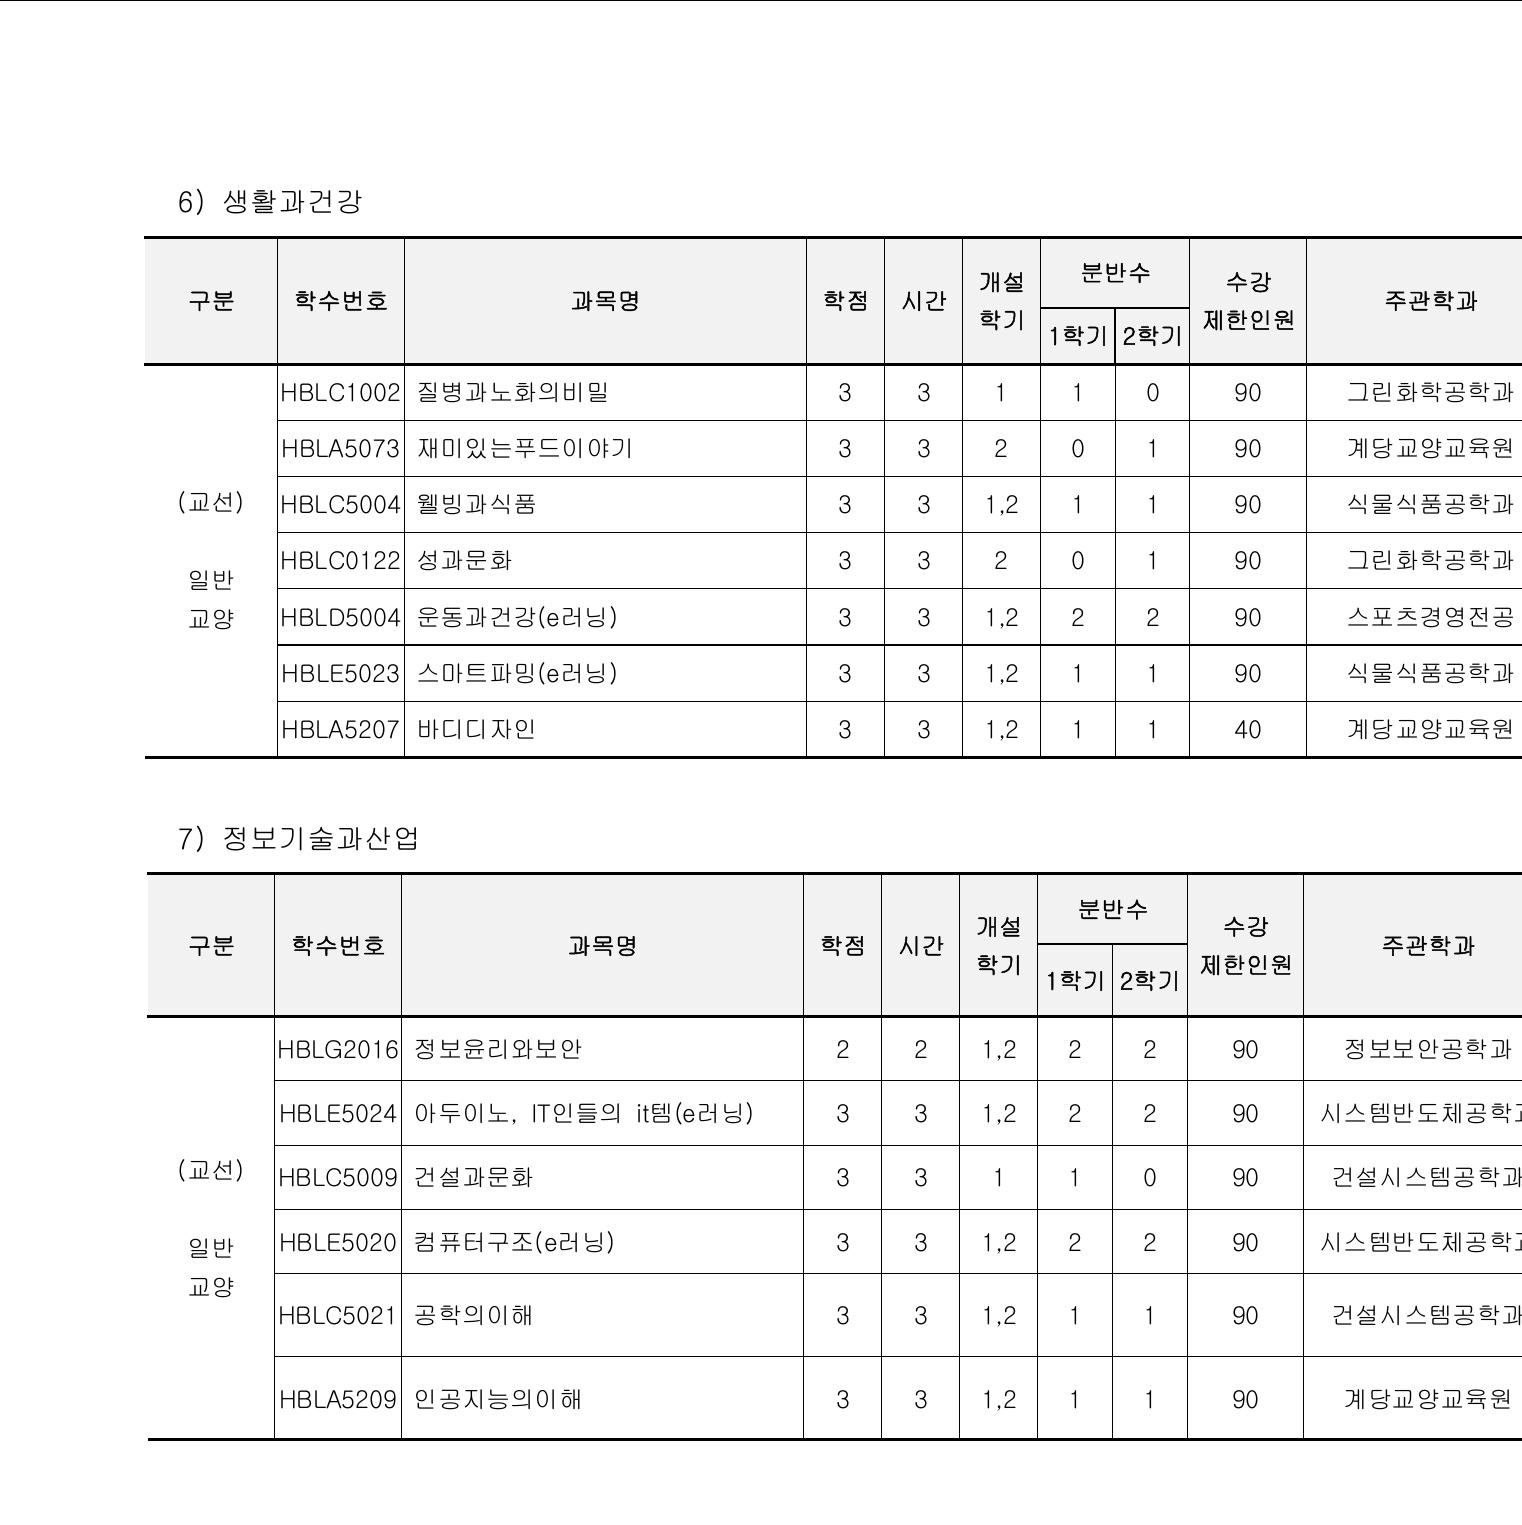 6) 생활과건강
구분 학수번호 과목명 학점 시간 개설 학기 분반수 1학기 2학기 수강 제한인원 주관학과
(교선)
일반
교양
HBLC1002 질병과노화의비밀 3 3 1 1 0 90 그린화학공학과
HBLA5073 재미있는푸드이야기 3 3 2 0 1 90 계당교양교육원
HBLC5004 웰빙과식품 3 3 1,2 1 1 90 식물식품공학과
HBLC0122 성과문화 3 3 2 0 1 90 그린화학공학과
HBLD5004 운동과건강(e러닝) 3 3 1,2 2 2 90 스포츠경영전공
HBLE5023 스마트파밍(e러닝) 3 3 1,2 1 1 90 식물식품공학과
HBLA5207 바디디자인 3 3 1,2 1 1 40 계당교양교육원
7) 정보기술과산업
구분 학수번호 과목명 학점 시간 개설 학기 분반수 1학기 2학기 수강 제한인원 주관학과
(교선)
일반
교양
HBLG2016 정보윤리와보안 2 2 1,2 2 2 90 정보보안공학과
HBLE5024 아두이노, IT인들의 it템(e러닝) 3 3 1,2 2 2 90 시스템반도체공학과
HBLC5009 건설과문화 3 3 1 1 0 90 건설시스템공학과
HBLE5020 컴퓨터구조(e러닝) 3 3 1,2 2 2 90 시스템반도체공학과
HBLC5021 공학의이해 3 3 1,2 1 1 90 건설시스템공학과
HBLA5209 인공지능의이해 3 3 1,2 1 1 90 계당교양교육원